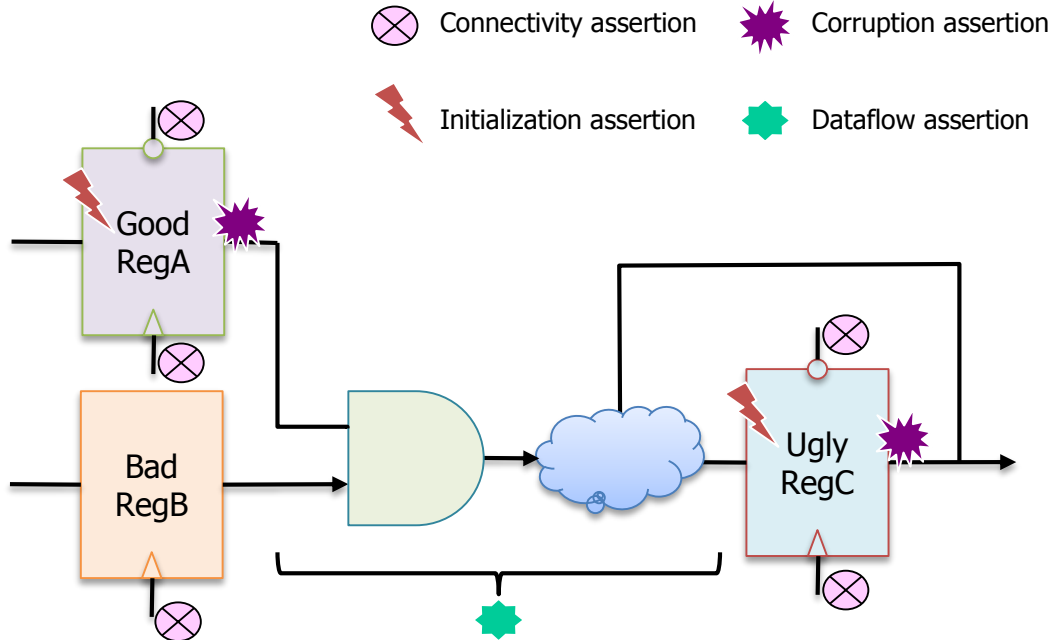 Connectivity assertion
Corruption assertion
Initialization assertion
Dataflow assertion
Good
RegA
Bad
RegB
Ugly
RegC